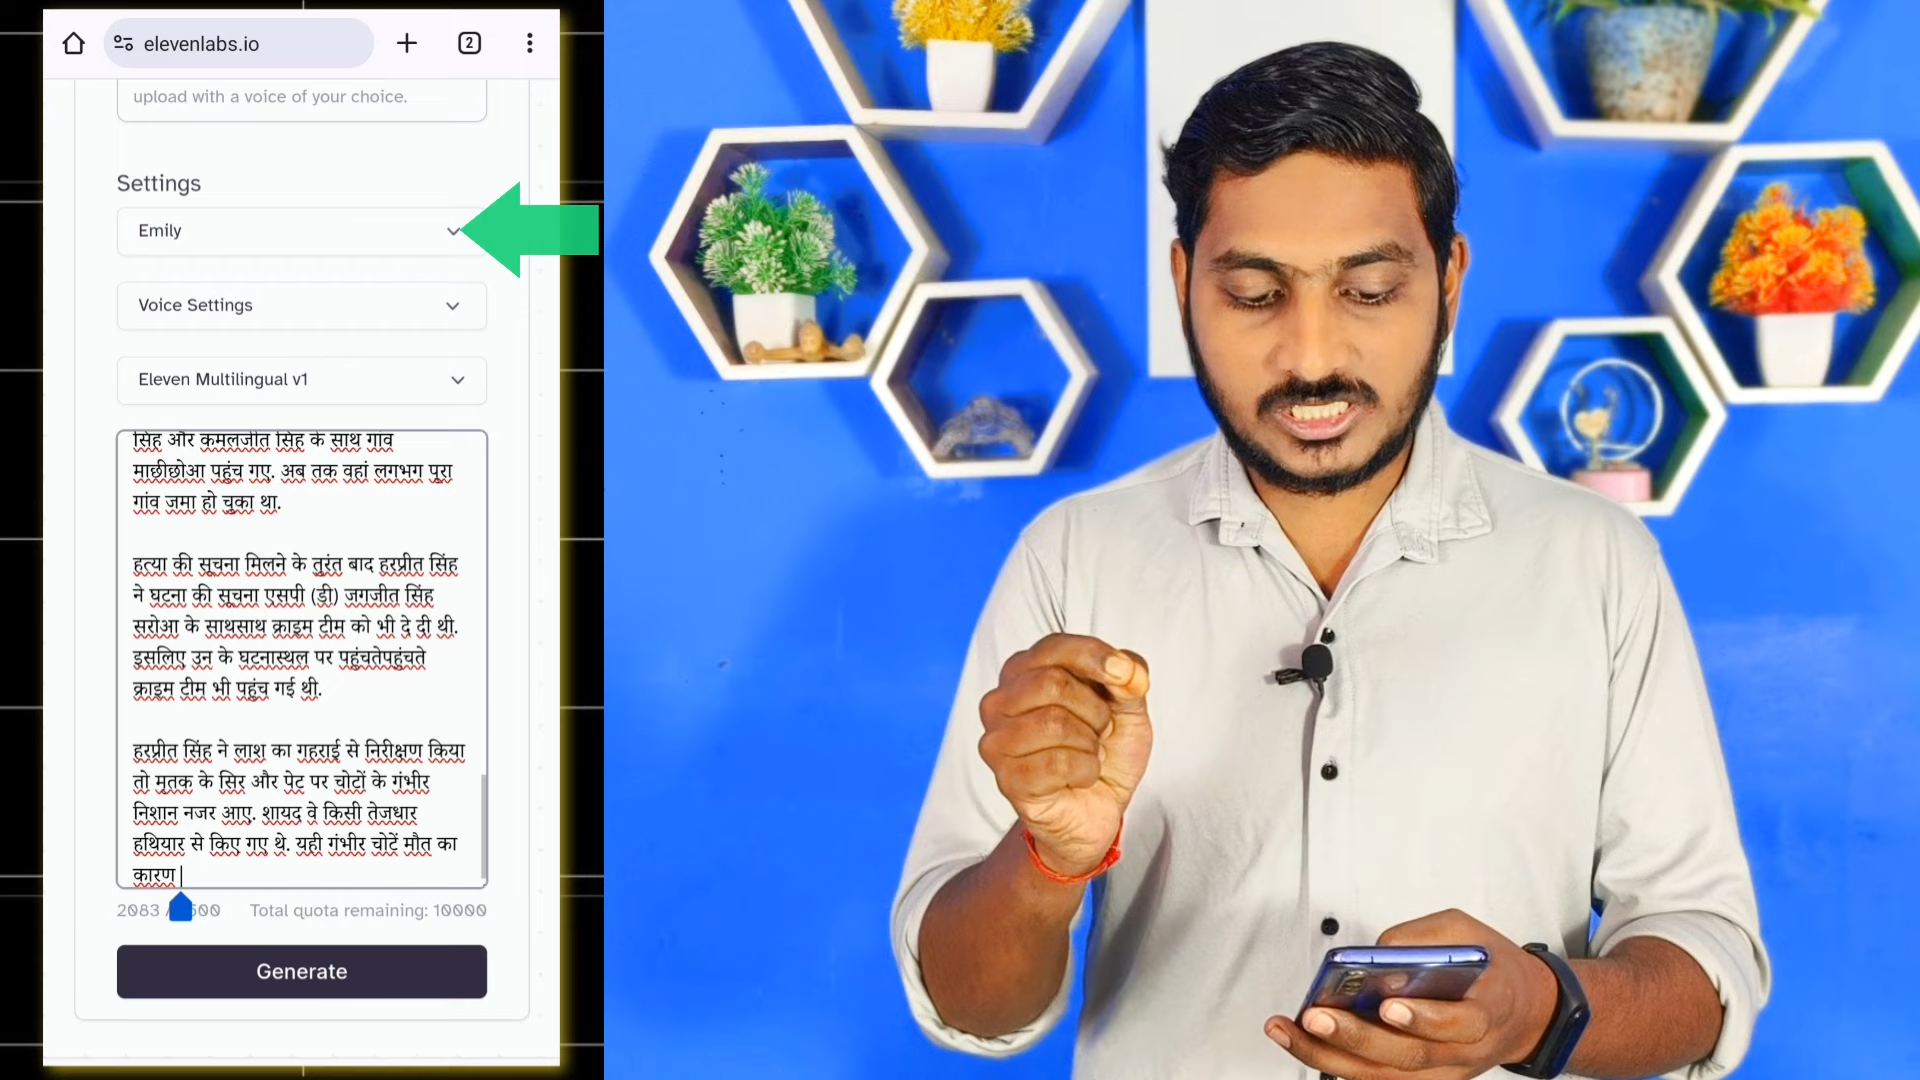 elevenlabs.io
2
upload with a voice of your choice.
Settings
Emily
Voice Settings
Eleven Multilingual v1
सिंह और कमलजीत सिंह के साथ गांव
माछीछोआ पहुंच गए. अब तक वहां लगभग पूरा
गांव जमा हो चुका था.
हत्या की सूचना मिलने के तुरंत बाद हरप्रीत सिंह
ने घटना की सूचना एसपी (डी) जगजीत सिंह
सरोआ के साथसाथ क्राइम टीम को भी दे दी थी.
इसलिए उन के घटनास्थल पर पहुंचतेपहुंचते
क्राइम टीम भी पहुंच गई थी.
हरप्रीत सिंह ने लाश का गहराई से निरीक्षण किया
तो मृतक के सिर और पेट पर चोटों के गंभीर
निशान नजर आए. शायद वे किसी तेजधार
हथियार से किए गए थे. यही गंभीर चोटें मौत का
कारण
2083 / Total quota remaining: 10000
Generate